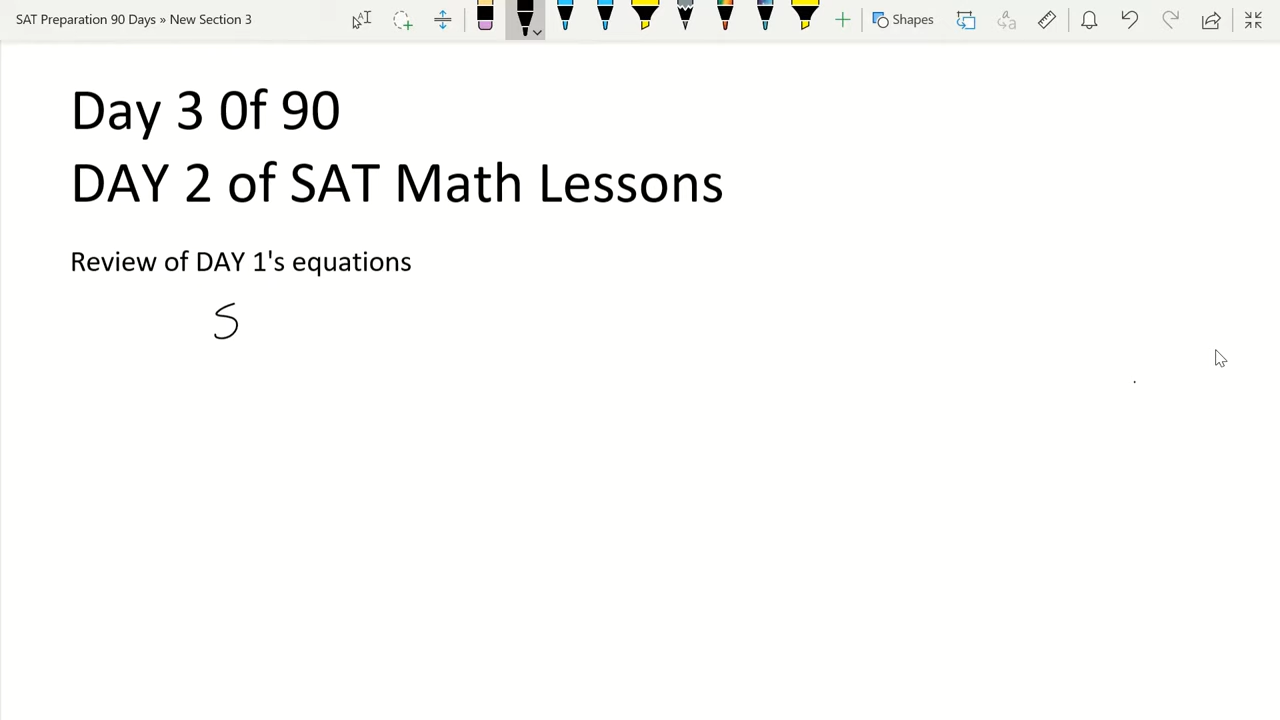 SAT Preparation 90 Days » New Section 3
Shapes
Day 3 0f 90
DAY 2 of SAT Math Lessons
Review of DAY 1's equations
S